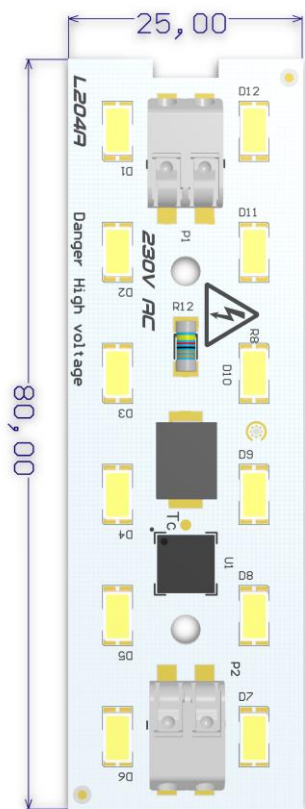 25,00
80,00
L204A
D12
D1
D11
P1
D2
Danger High voltage
230V AC
R12
R8
D10
D3
D9
Tc
D4
U1
D8
D5
P2
D7
D6